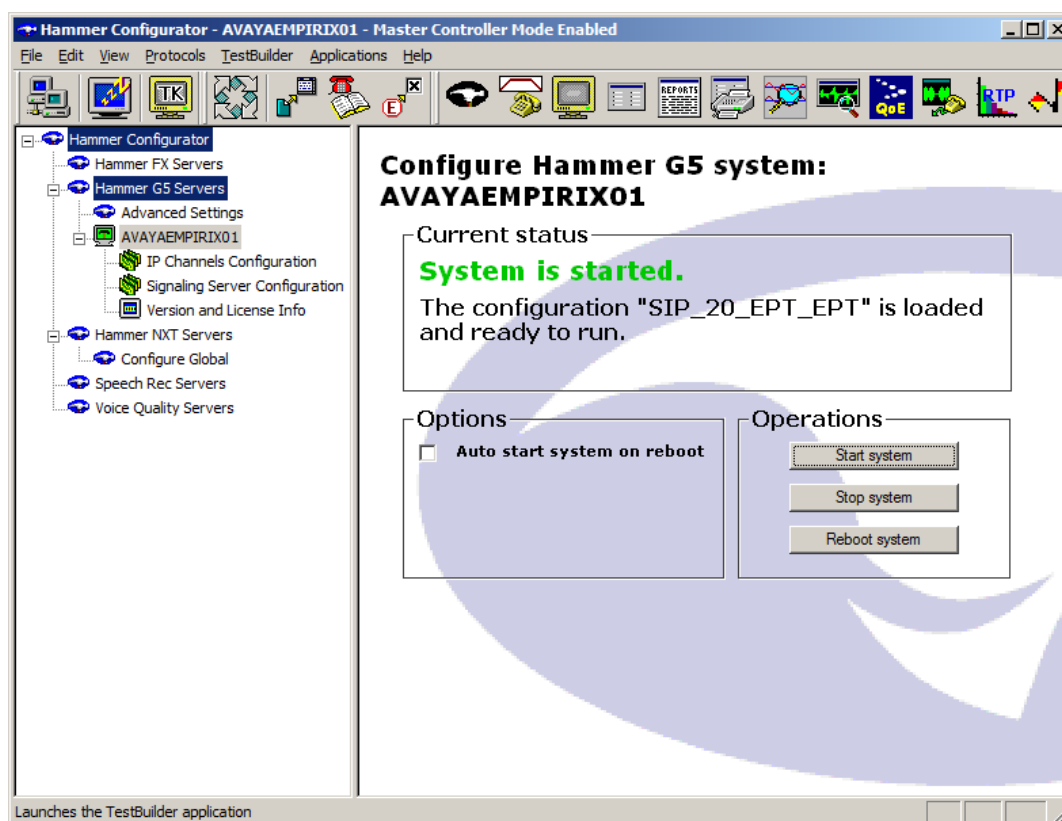 Hammer Configurator - AVAYAEMPIRIX01 - Master Controller Mode Enabled
File Edit View Protocols TestBuilder Applications Help
TK
E
REPORTS
QoE
RTP
Hammer Configurator
Hammer FX Servers
Hammer G5 Servers
Advanced Settings
AVAYAEMPIRIX01
IP Channels Configuration
Signaling Server Configuration
Version and License Info
Hammer NXT Servers
Configure Global
Speech Rec Servers
Voice Quality Servers
Configure Hammer G5 system:
AVAYAEMPIRIX01
Current status
System is started.
The configuration "SIP_20_EPT_EPT" is loaded
and ready to run.
Options
Auto start system on reboot
Operations
Start system
Stop system
Reboot system
Launches the TestBuilder application